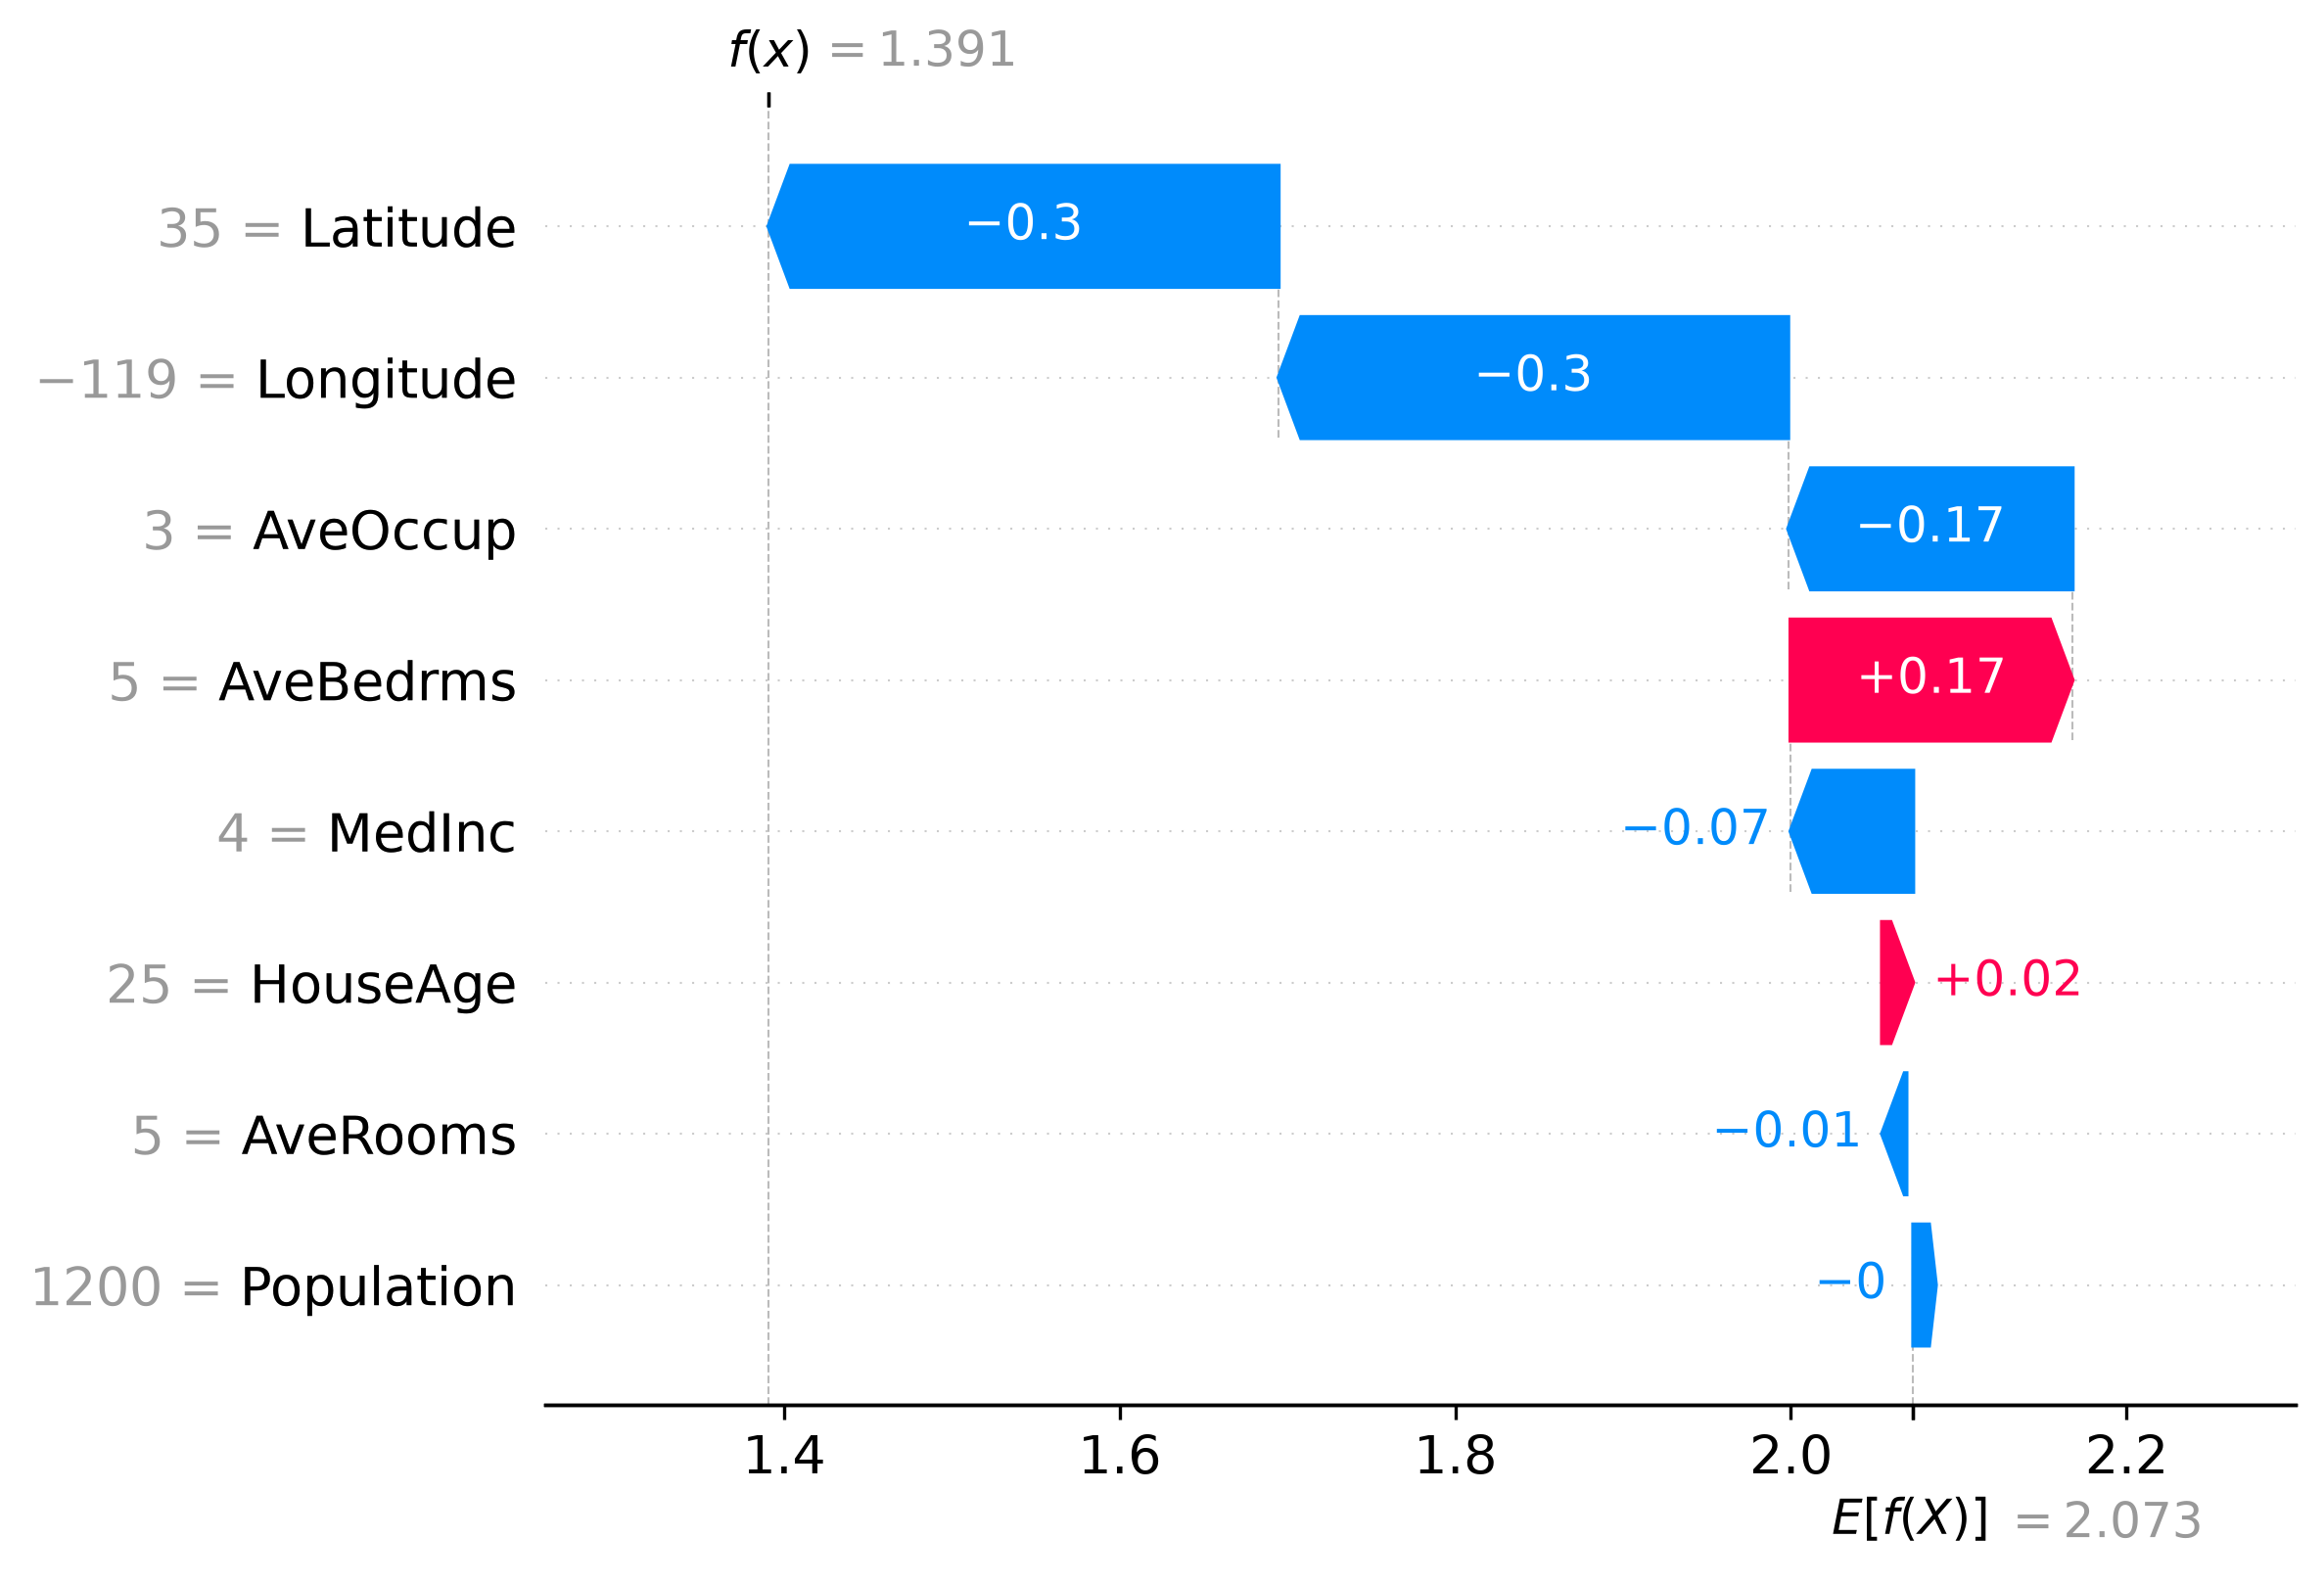 f(x) = 1.391
35 = Latitude −0.3
−119 = Longitude −0.3
3 = AveOccup −0.17
5 = AveBedrms +0.17
4 = MedInc −0.07
25 = HouseAge +0.02
5 = AveRooms −0.01
1200 = Population −0
1.4 1.6 1.8 2.0 2.2
E[f(X)] = 2.073